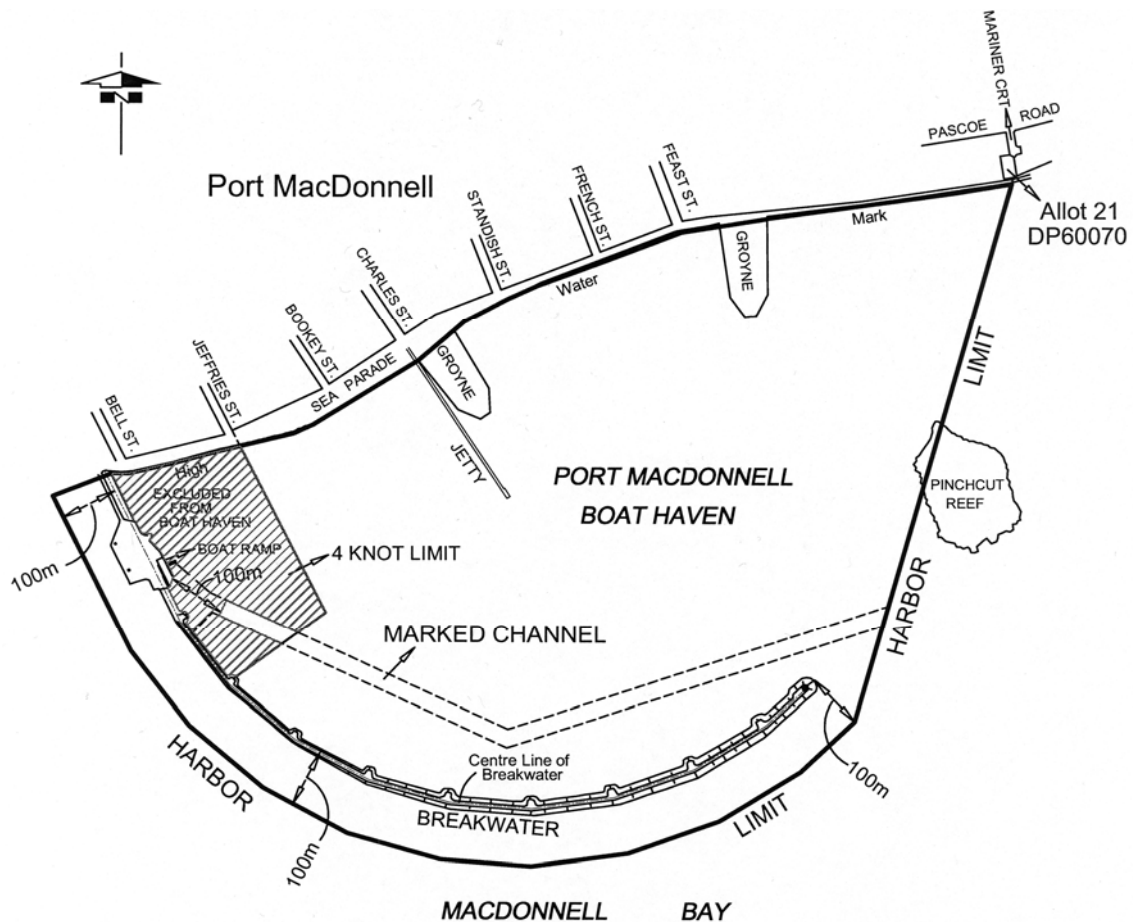 MARINER CRT
PASCOE ROAD
Port MacDonnell
FEAST ST.
FRENCH ST.
STANDISH ST.
CHARLES ST.
BOOKEY ST.
JEFFRIES ST.
BELL ST.
Allot 21
DP60070
Mark
Water
High
GROYNE
GROYNE
SEA PARADE
JETTY
LIMIT
HARBOR
PORT MACDONNELL
BOAT HAVEN
PINCHCUT
REEF
EXCLUDED
FROM
BOAT HAVEN
BOAT RAMP
100m
100m
4 KNOT LIMIT
MARKED CHANNEL
Centre Line of
Breakwater
BREAKWATER
HARBOR
LIMIT
100m
100m
MACDONNELL BAY
N